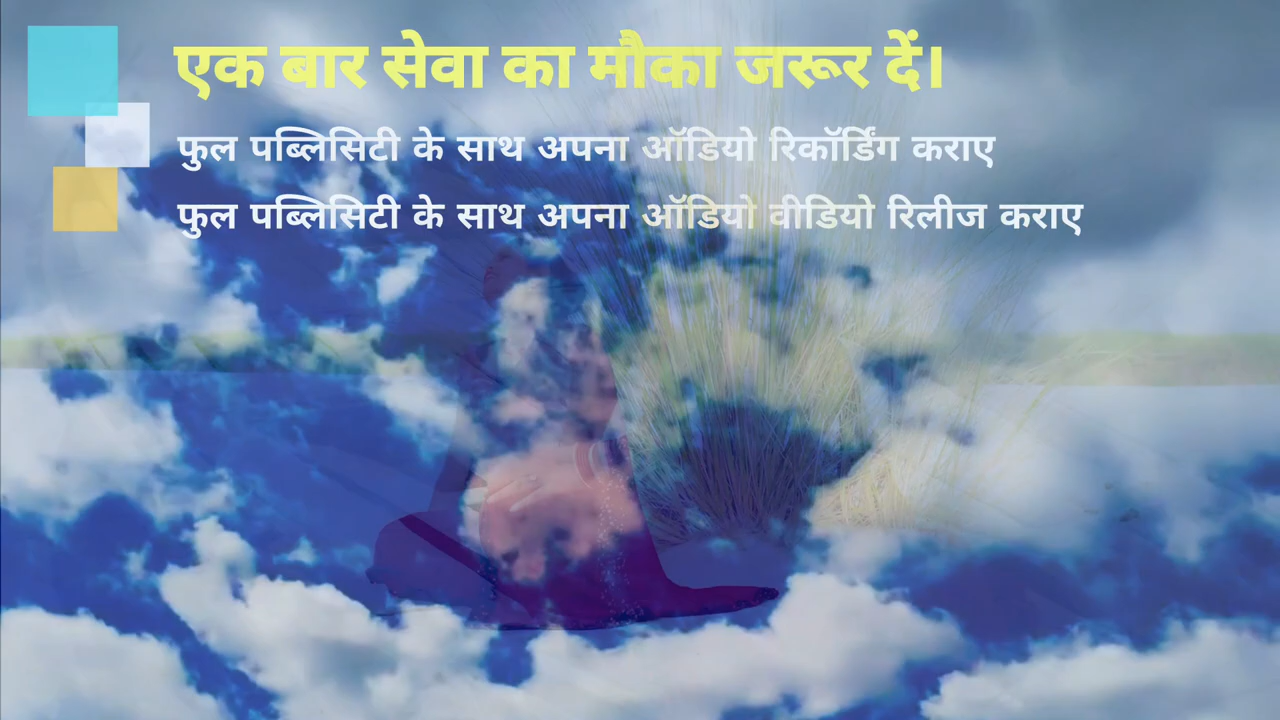 एक बार सेवा का मौका जरूर दें।
फुल पब्लिसिटी के साथ अपना ऑडियो रिकॉर्डिंग कराए
फुल पब्लिसिटी के साथ अपना ऑडियो वीडियो रिलीज कराए